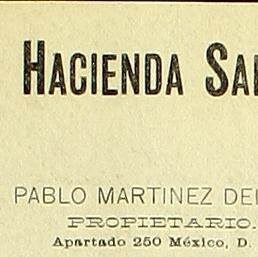 HACIENDA SA
PABLO MARTINEZ DE
PROPIETARIO.
Apartado 250 México, D.